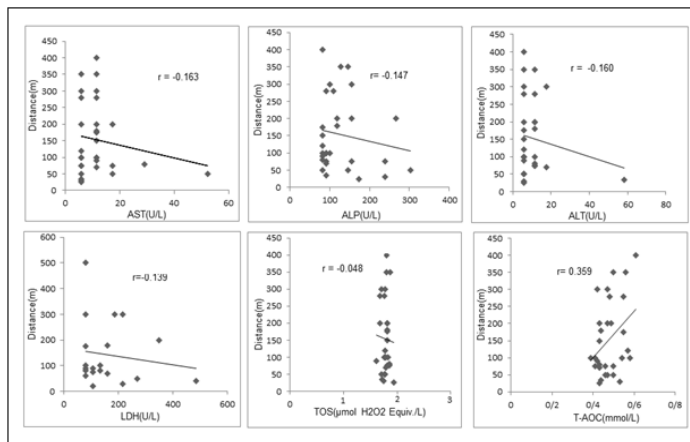 450
400
350
300
250
200
150
100
50
0
Distance(m)
r = -0.163
0 20 40 60
AST(U/L)
450
400
350
300
250
200
150
100
50
0
Distance(m)
r= -0.147
0 100 200 300 400
ALP(U/L)
450
400
350
300
250
200
150
100
50
0
Distance(m)
r = -0.160
0 20 40 60 80
ALT(U/L)
600
500
400
300
200
100
0
Distance(m)
r=-0.139
0 200 400 600
LDH(U/L)
450
400
350
300
250
200
150
100
50
0
Distance(m)
r = -0.048
0 1 2 3
TOS(µmol H2O2 Equiv./L)
450
400
350
300
250
200
150
100
50
0
Distance(m)
r= 0.359
0 0/2 0/4 0/6 0/8
T-AOC(mmol/L)